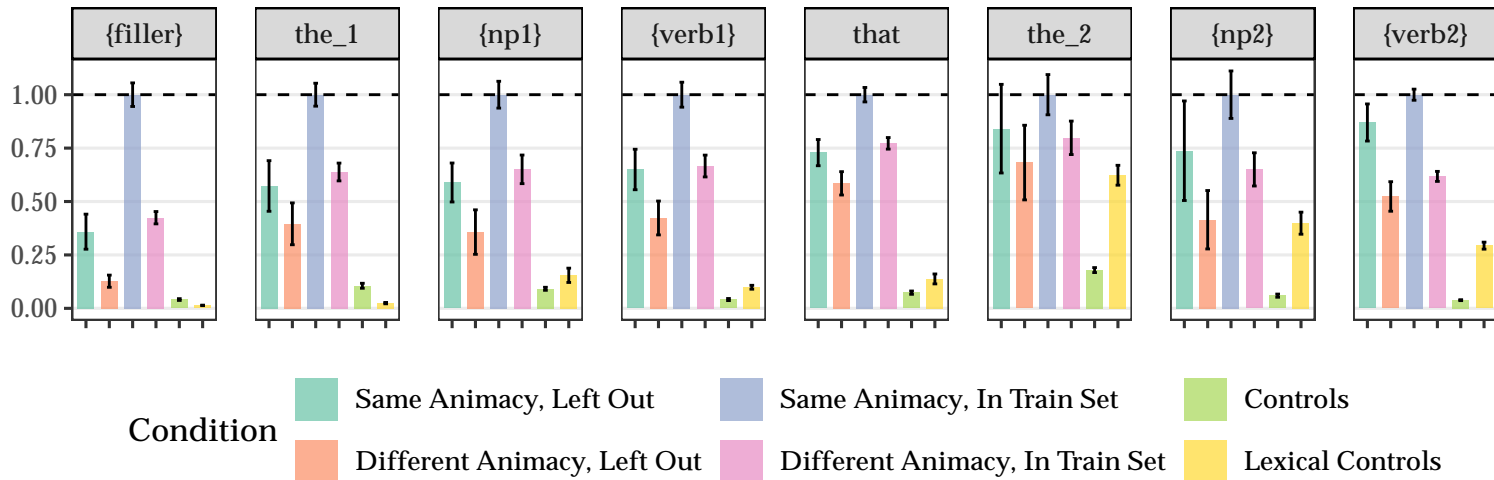 {filler} the_1 {np1} {verb1} that the_2 {np2} {verb2}
1.00
0.75
0.50
0.25
0.00
Condition
Same Animacy, Left Out Same Animacy, In Train Set Controls
Different Animacy, Left Out Different Animacy, In Train Set Lexical Controls